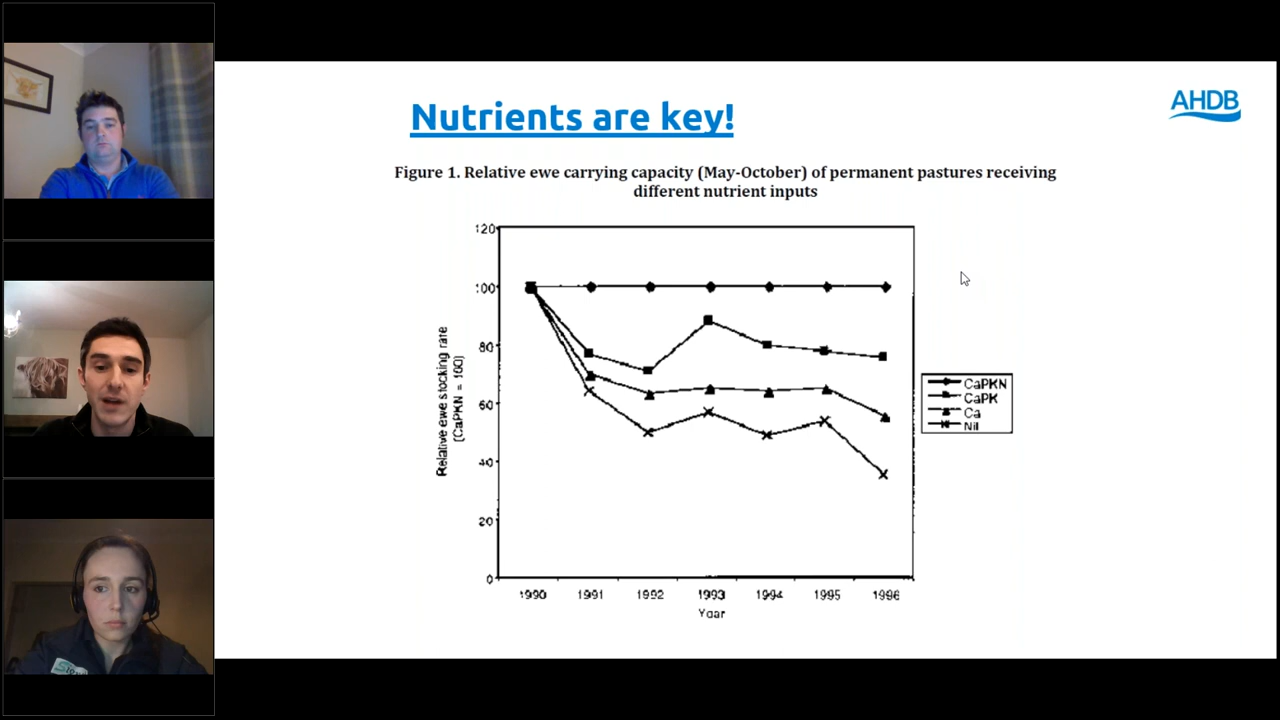 Nutrients are key!
AHDB
Figure 1. Relative ewe carrying capacity (May-October) of permanent pastures receiving
different nutrient inputs
Relative ewe stocking rate
(CaPKN = 100)
120
100
80
60
40
20
0
1990 1991 1992 1993 1994 1995 1996
Year
CaPKN
CaPK
Ca
Nil